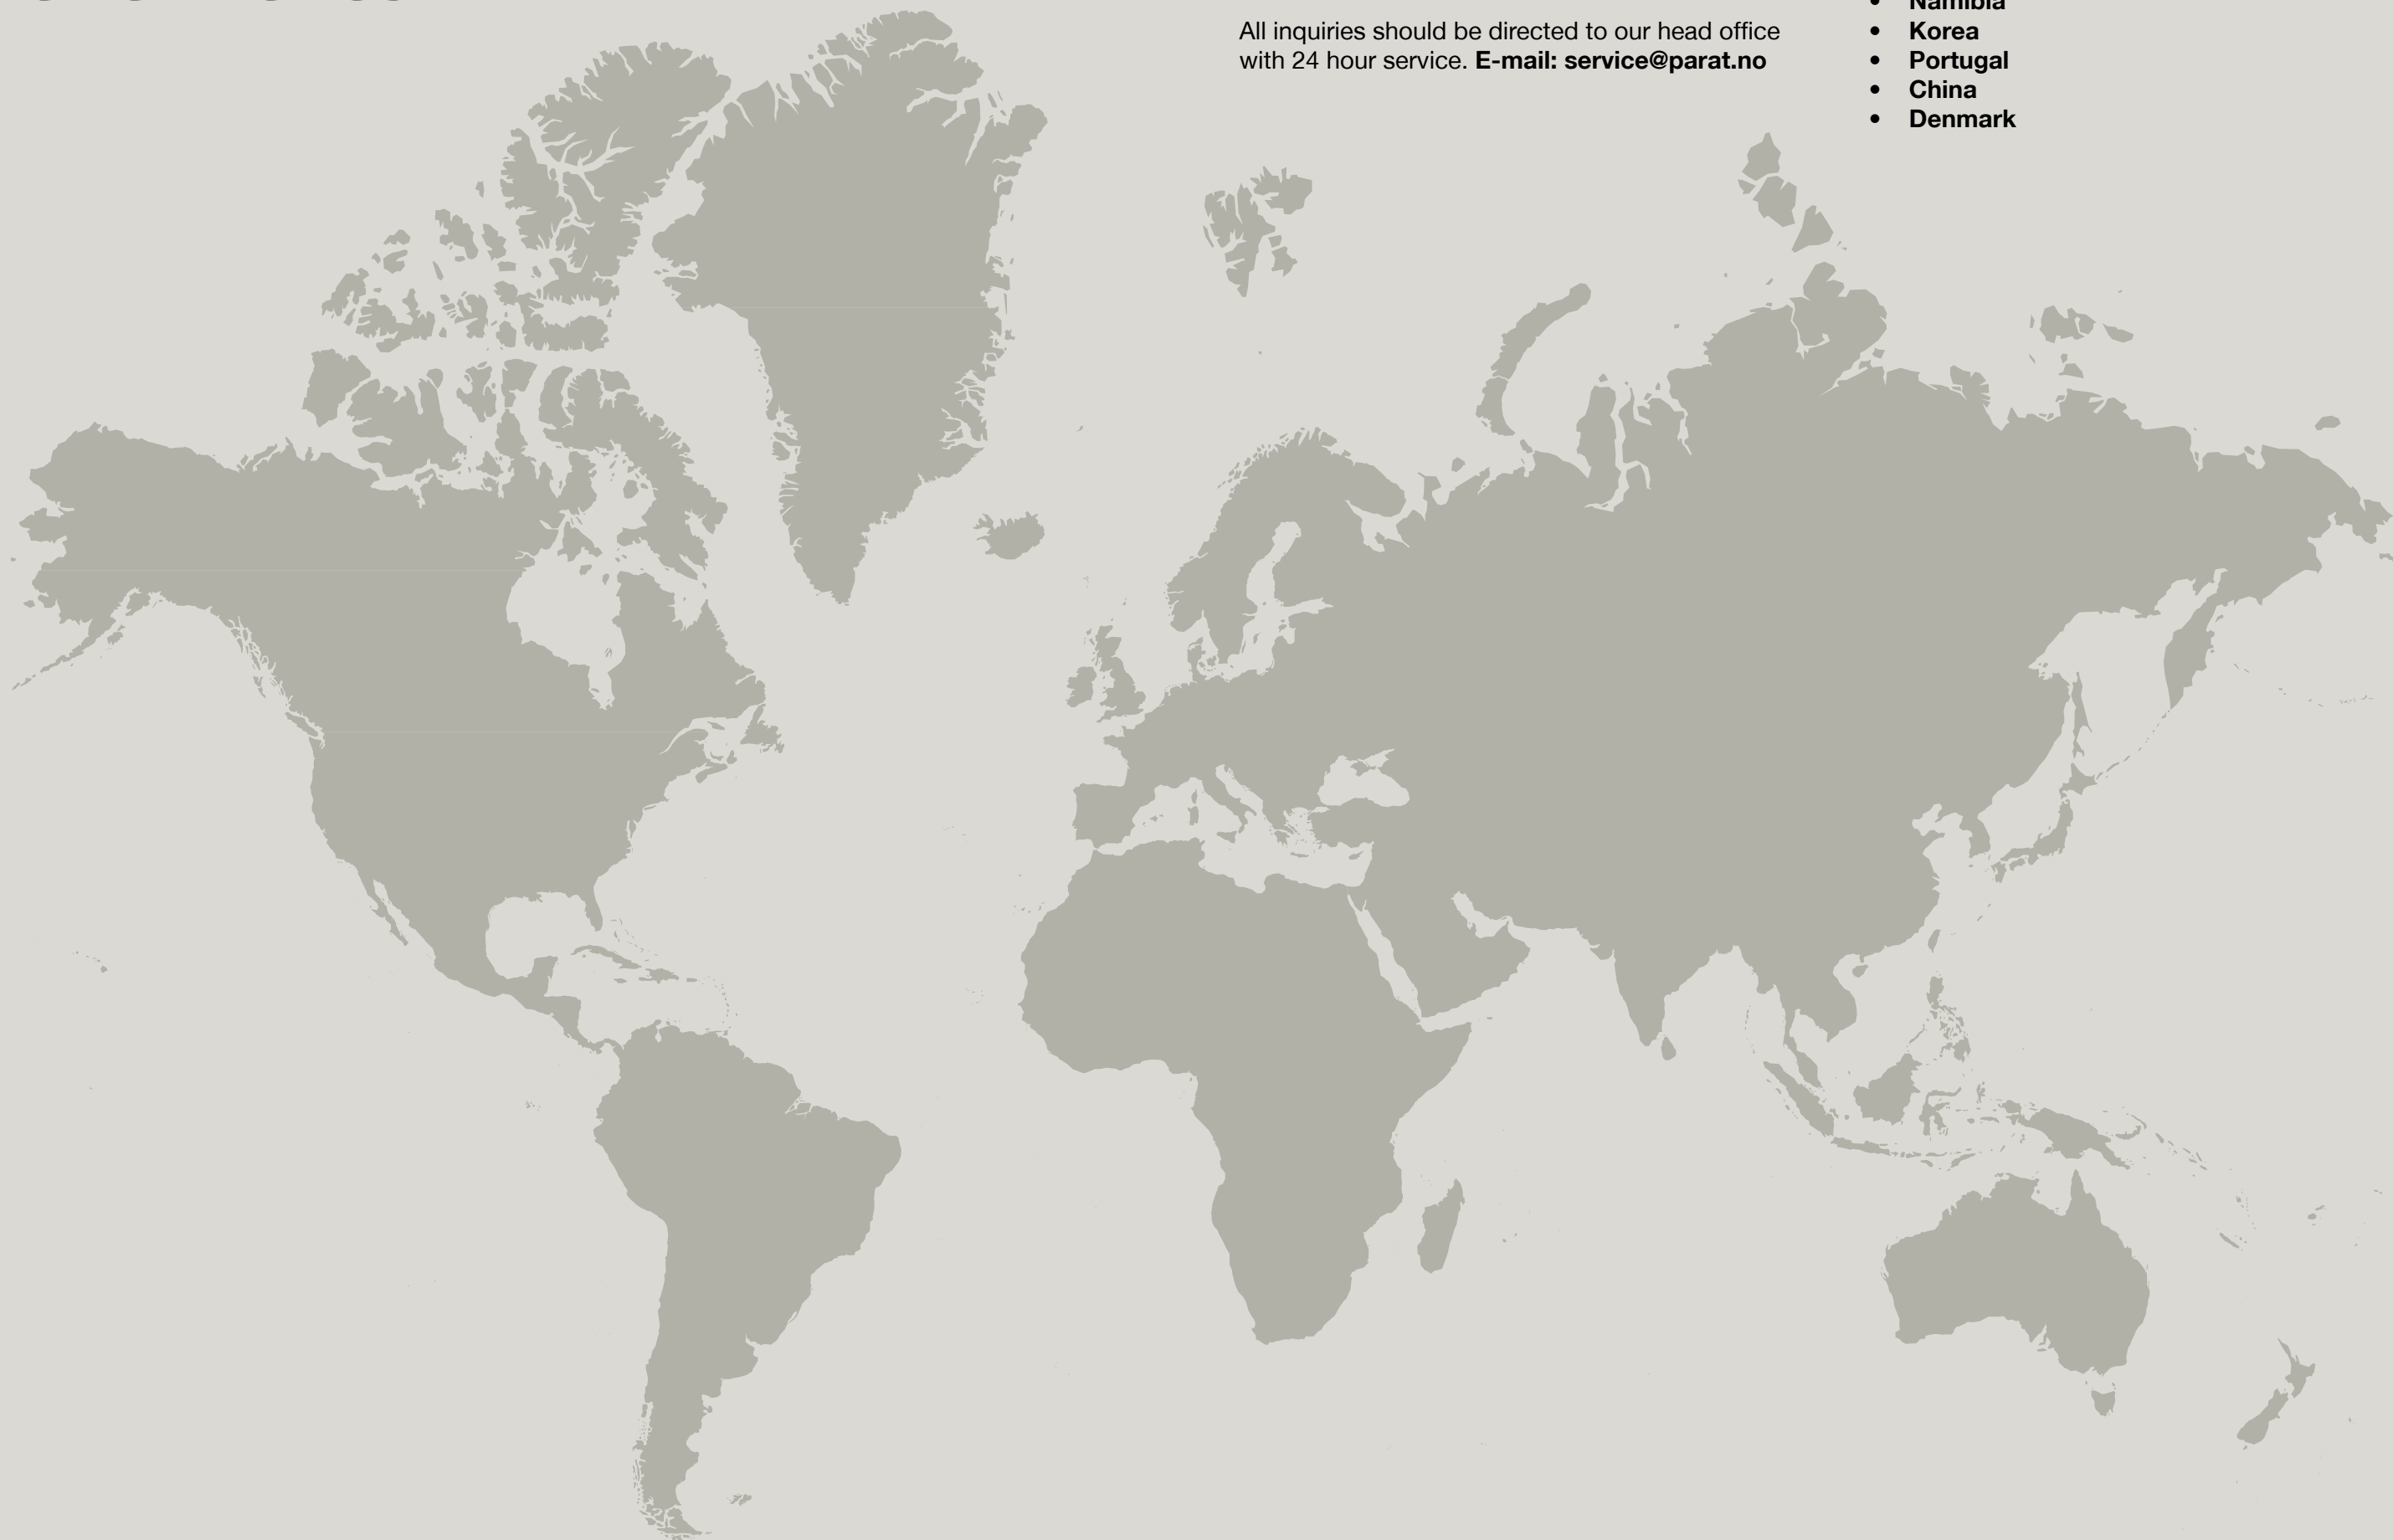 All inquiries should be directed to our head office
with 24 hour service. E-mail: service@parat.no
• Namibia
• Korea
• Portugal
• China
• Denmark